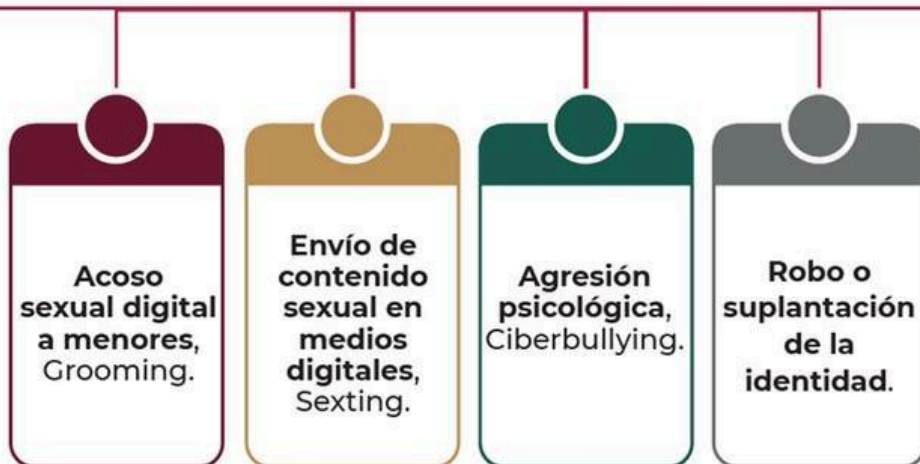 Acoso
sexual digital
a menores,
Grooming.
Envío de
contenido
sexual en
medios
digitales,
Sexting.
Agresión
psicológica,
Ciberbullying.
Robo o
suplantación
de la
identidad.